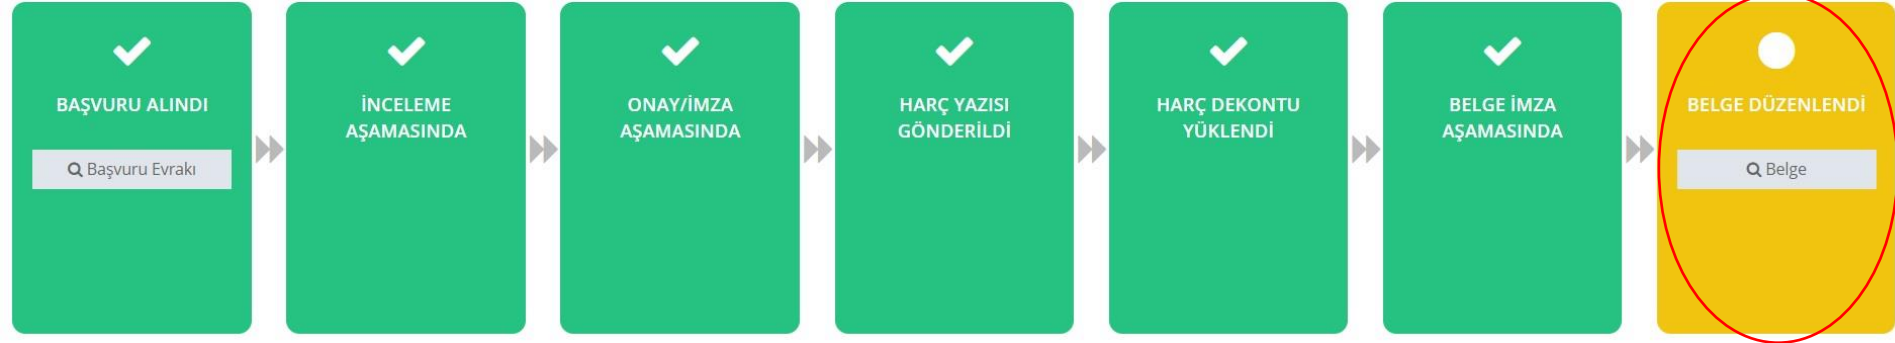 BAŞVURU ALINDI
Başvuru Evrakı
İNCELEME
AŞAMASINDA
ONAY/İMZA
AŞAMASINDA
HARÇ YAZISI
GÖNDERİLDİ
HARÇ DEKONTU
YÜKLENDİ
BELGE İMZA
AŞAMASINDA
BELGE DÜZENLENDİ
Belge